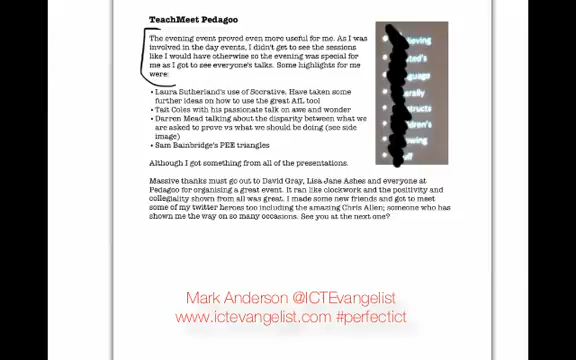 TeachMeet Pedagoo
The evening event proved even more useful for me. As I was
involved in the day events, I didn't get to see the sessions
like I would have otherwise so the evening was special for
me as I got to see everyone's talks. Some highlights for me
were:
• Laura Sutherland's use of Socrative. Have taken some
further ideas on how to use the great AfL tool
• Tait Coles with his passionate talk on awe and wonder
• Darren Mead talking about the disparity between what we
are asked to prove vs what we should be doing (see side
image)
• Sam Bainbridge's PEE triangles
Although I got something from all of the presentations.
Massive thanks must go out to David Gray, Lisa Jane Ashes and everyone at
Pedagoo for organising a great event. It ran like clockwork and the positivity and
collegiality shown from all was great. I made some new friends and got to meet
some of my twitter heroes too including the amazing Chris Allen; someone who has
shown me the way on so many occasions. See you at the next one?
Mark Anderson @ICTEvangelist
www.ictevangelist.com #perfectict